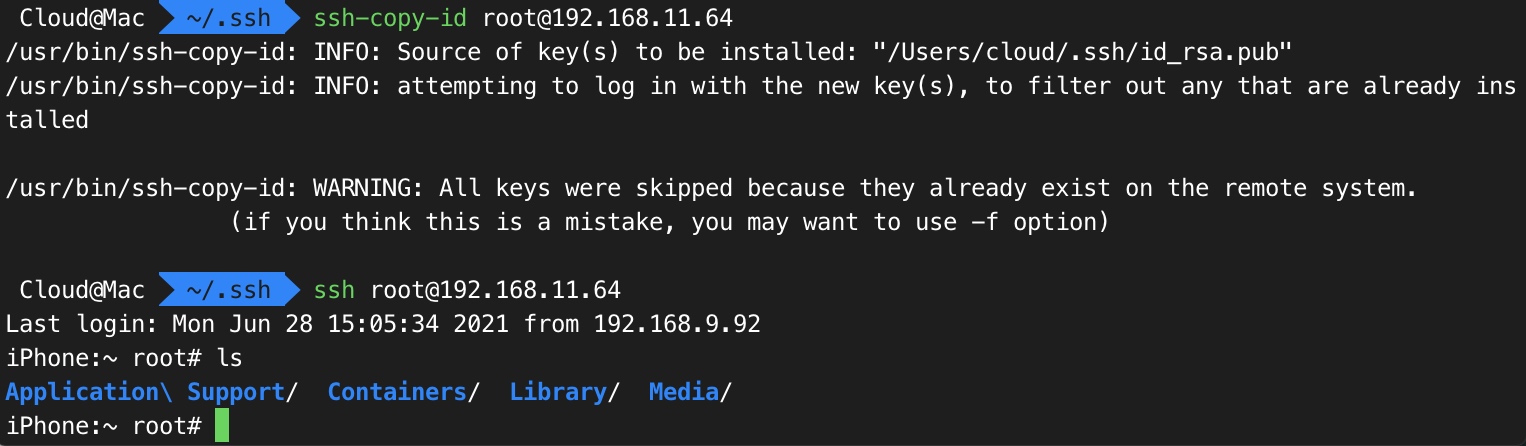 Cloud@Mac ~/.ssh ssh-copy-id root@192.168.11.64
/usr/bin/ssh-copy-id: INFO: Source of key(s) to be installed: "/Users/cloud/.ssh/id_rsa.pub"
/usr/bin/ssh-copy-id: INFO: attempting to log in with the new key(s), to filter out any that are already ins
talled
/usr/bin/ssh-copy-id: WARNING: All keys were skipped because they already exist on the remote system.
(if you think this is a mistake, you may want to use -f option)
Cloud@Mac ~/.ssh ssh root@192.168.11.64
Last login: Mon Jun 28 15:05:34 2021 from 192.168.9.92
iPhone:~ root# ls
Application\ Support/ Containers/ Library/ Media/
iPhone:~ root#